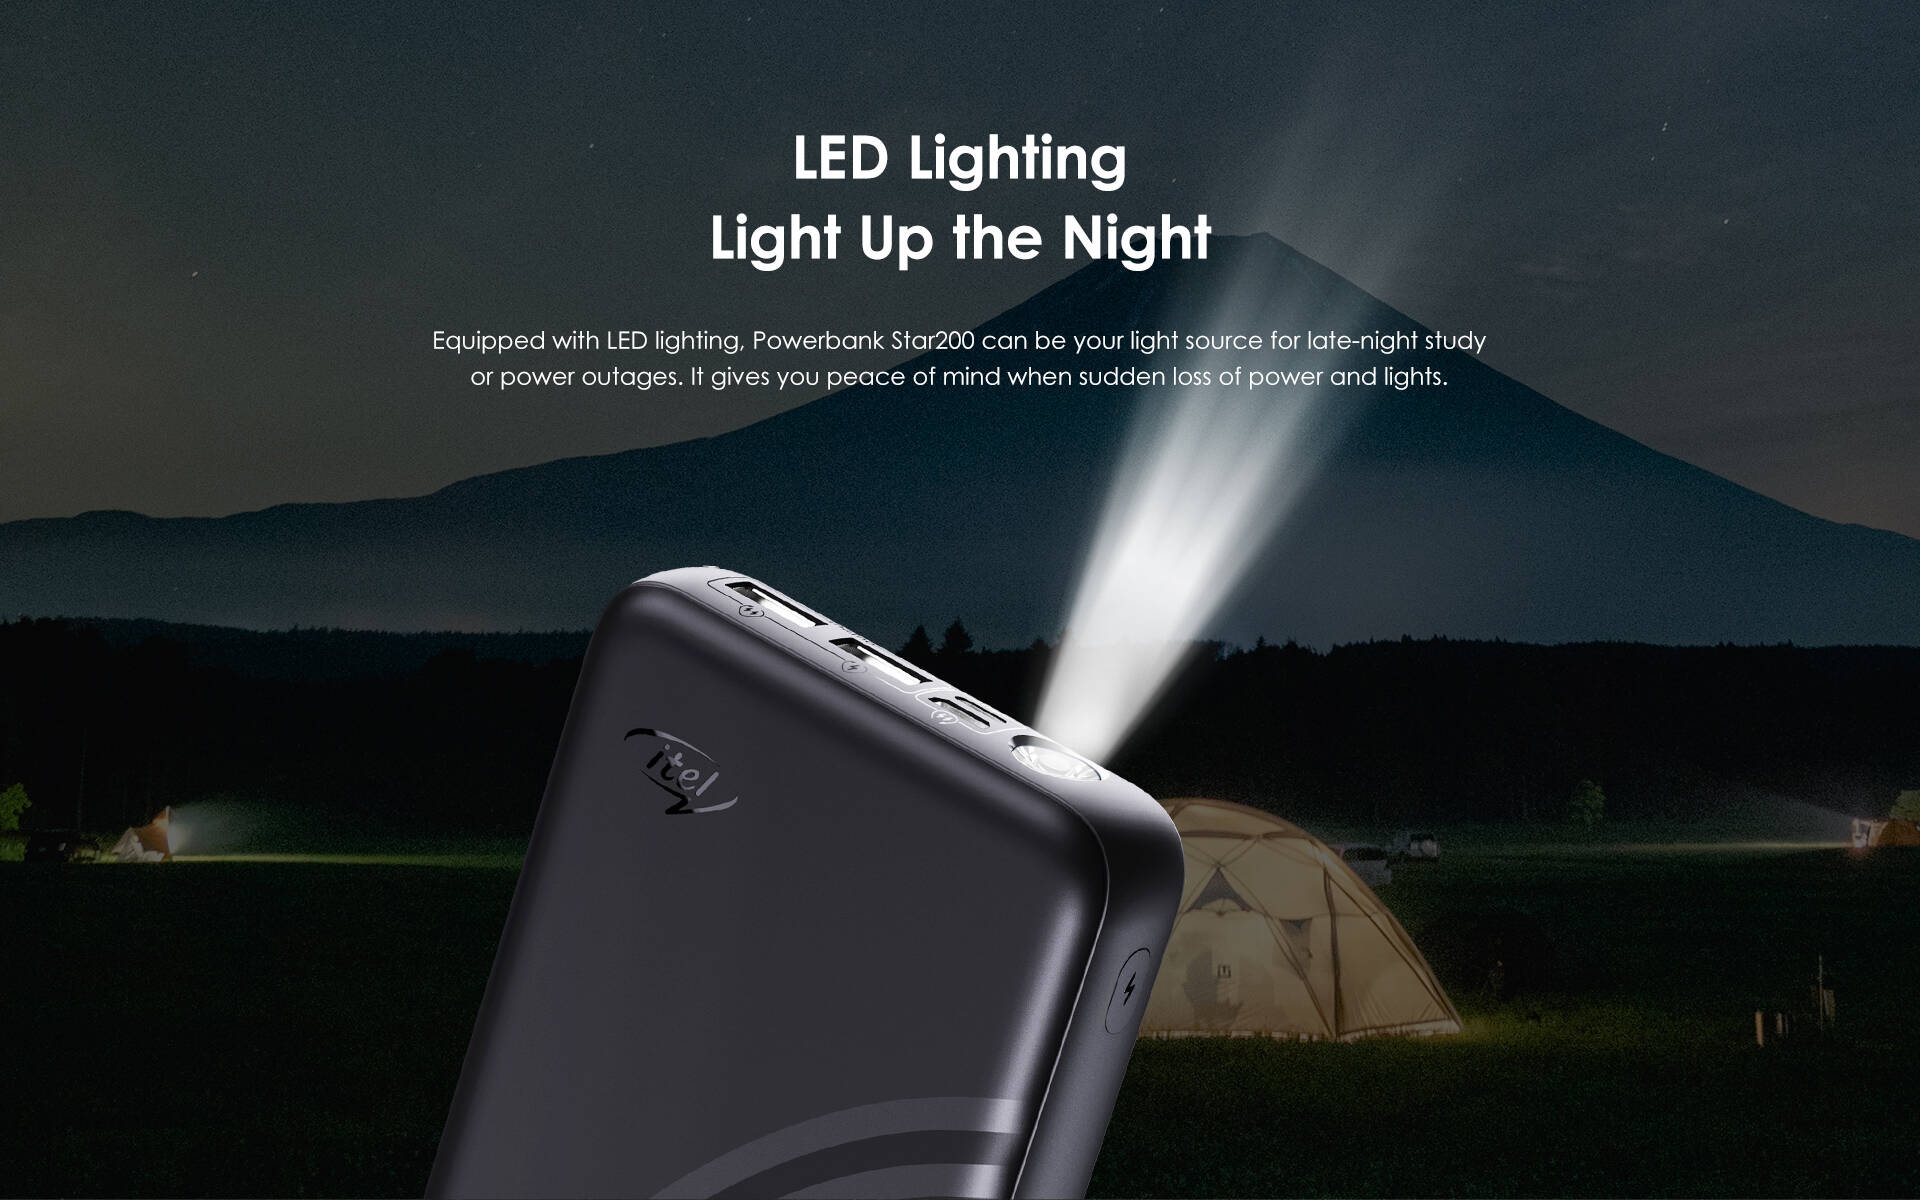 LED Lighting
Light Up the Night
Equipped with LED lighting, Powerbank Star200 can be your light source for late-night study
or power outages. It gives you peace of mind when sudden loss of power and lights.
itel